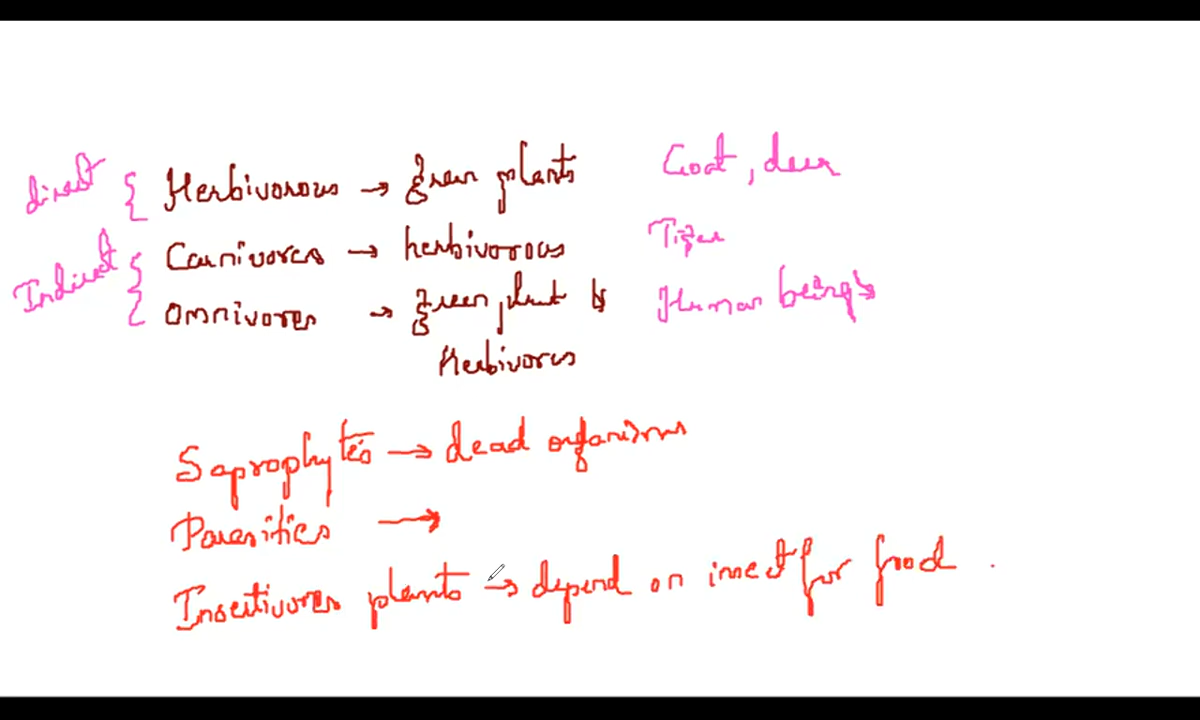 direct { Herbivorous → green plants Goat, deer
Indirect { Carnivores → herbivorous Tiger
Omnivores → green plant & Human beings
Herbivores
Saprophytes → dead organisms
Parasitics →
Insectivores plants → depend on insect for food.